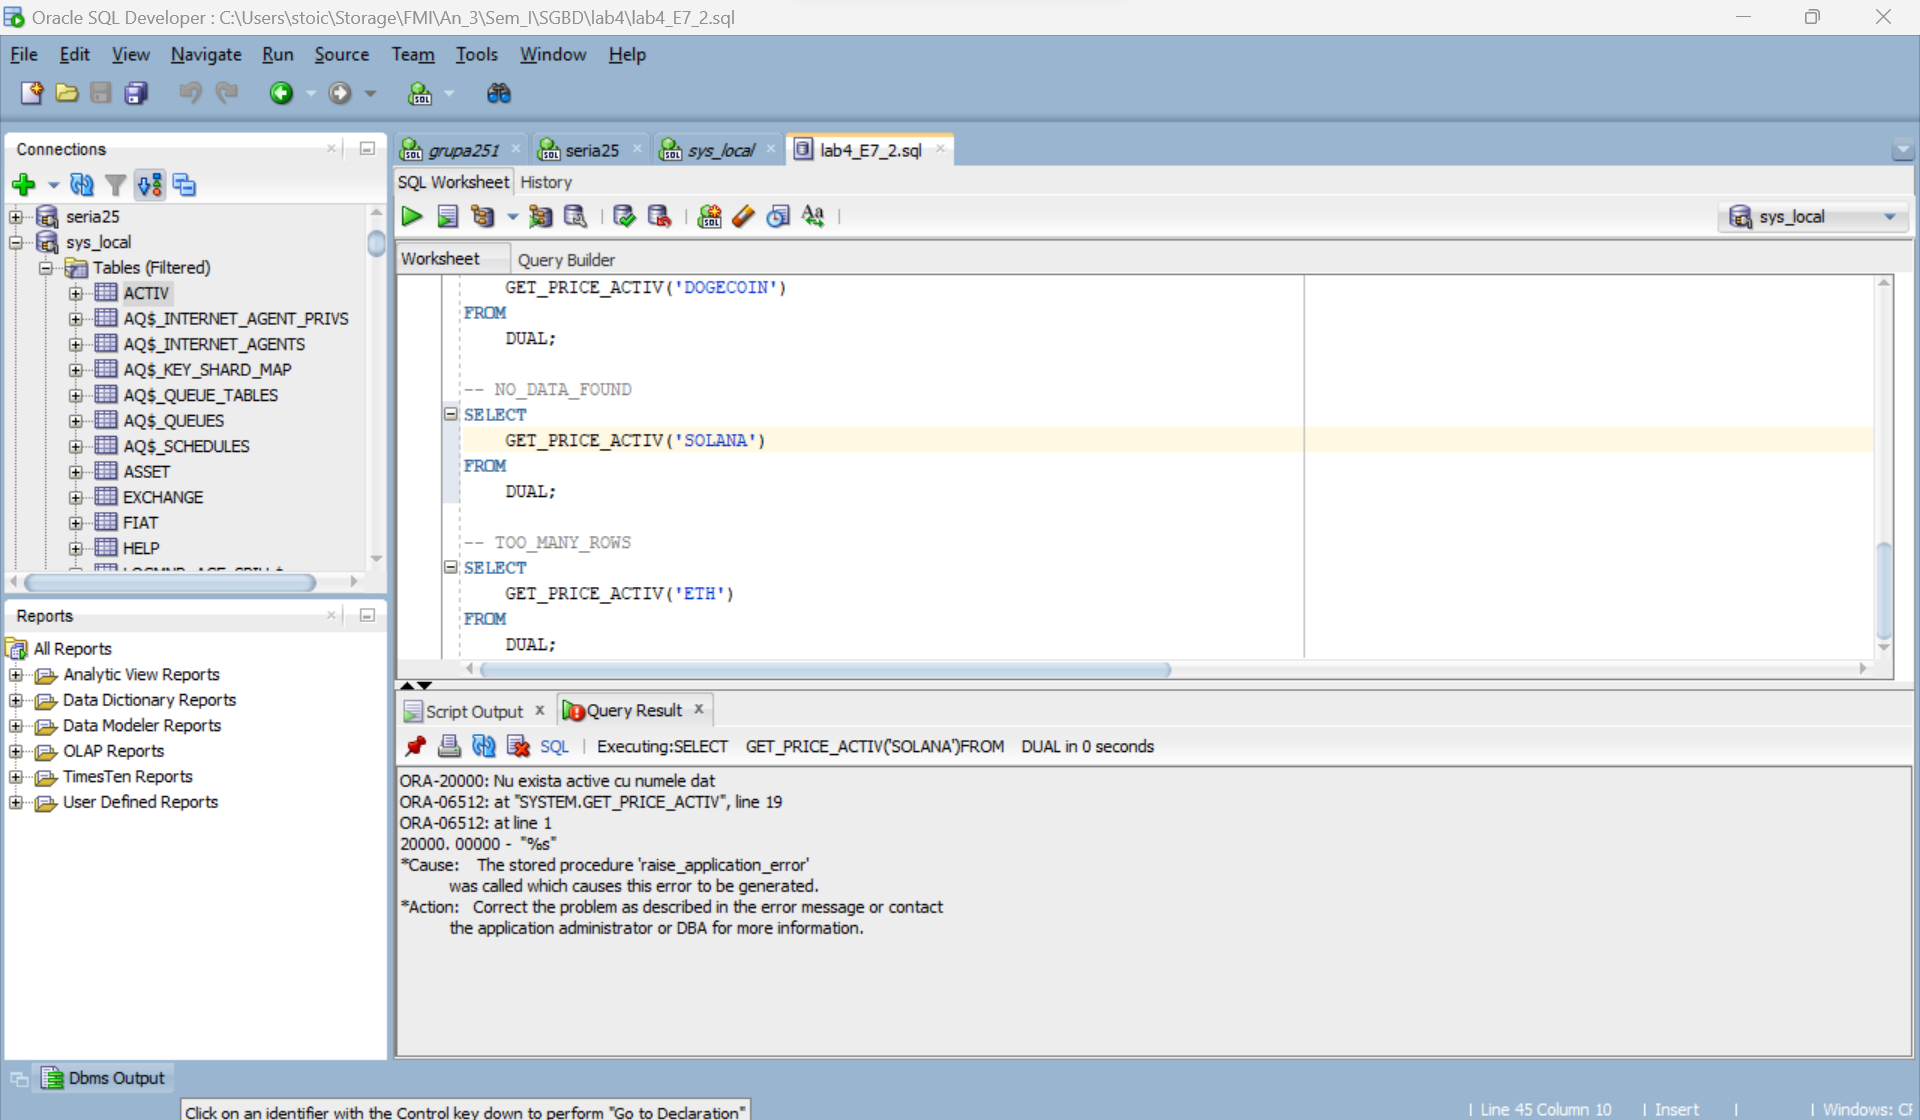 Oracle SQL Developer : C:\Users\stoic\Storage\FMI\An_3\Sem_I\SGBD\lab4\lab4_E7_2.sql
File Edit View Navigate Run Source Team Tools Window Help
Connections
seria25
sys_local
Tables (Filtered)
ACTIV
AQ$_INTERNET_AGENT_PRIVS
AQ$_INTERNET_AGENTS
AQ$_KEY_SHARD_MAP
AQ$_QUEUE_TABLES
AQ$_QUEUES
AQ$_SCHEDULES
ASSET
EXCHANGE
FIAT
HELP
Reports
All Reports
Analytic View Reports
Data Dictionary Reports
Data Modeler Reports
OLAP Reports
TimesTen Reports
User Defined Reports
grupa251 seria25 sys_local lab4_E7_2.sql
SQL Worksheet History
sys_local
Worksheet Query Builder
GET_PRICE_ACTIV('DOGECOIN')
FROM
DUAL;
-- NO_DATA_FOUND
SELECT
GET_PRICE_ACTIV('SOLANA')
FROM
DUAL;
-- TOO_MANY_ROWS
SELECT
GET_PRICE_ACTIV('ETH')
FROM
DUAL;
Script Output x Query Result x
SQL Executing:SELECT GET_PRICE_ACTIV('SOLANA')FROM DUAL in 0 seconds
ORA-20000: Nu exista active cu numele dat
ORA-06512: at "SYSTEM.GET_PRICE_ACTIV", line 19
ORA-06512: at line 1
20000. 00000 - "%s"
*Cause: The stored procedure 'raise_application_error'
was called which causes this error to be generated.
*Action: Correct the problem as described in the error message or contact
the application administrator or DBA for more information.
Dbms Output
Click on an identifier with the Control key down to perform "Go to Declaration"
Line 45 Column 10 Insert Windows: